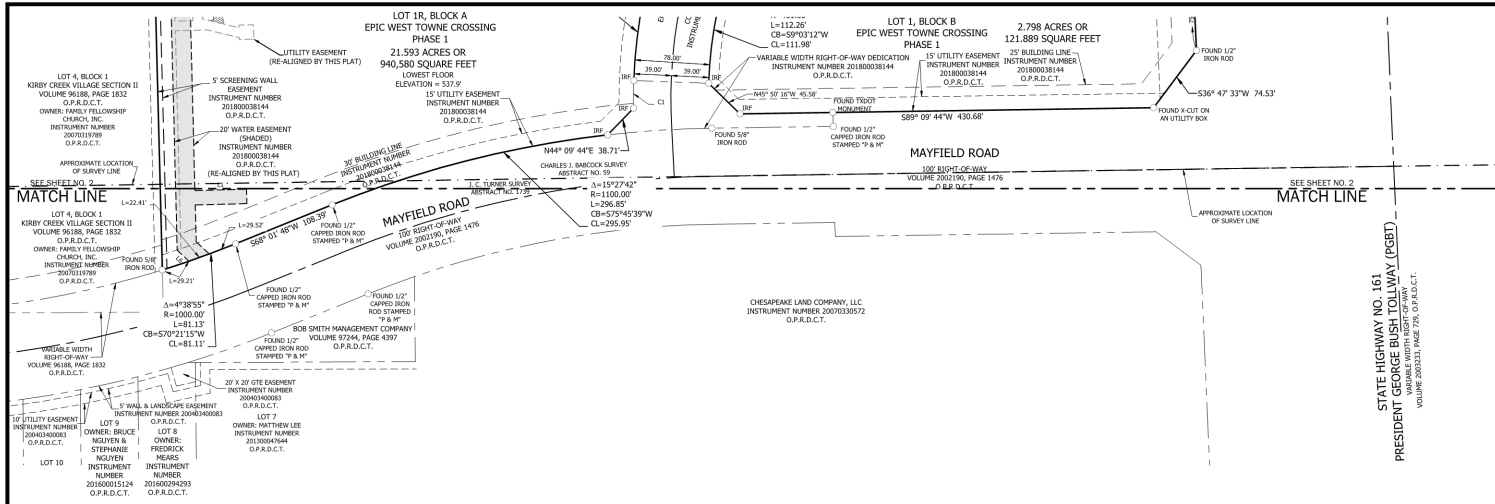 LOT 1R, BLOCK A
EPIC WEST TOWNE CROSSING
PHASE 1
21.593 ACRES OR
940,580 SQUARE FEET
LOWEST FLOOR
ELEVATION = 537.9'
15' UTILITY EASEMENT
INSTRUMENT NUMBER
201800038144
O.P.R.D.C.T.
UTILITY EASEMENT
(RE-ALIGNED BY THIS PLAT)
5' SCREENING WALL
EASEMENT
INSTRUMENT NUMBER
201800038144
O.P.R.D.C.T.
20' WATER EASEMENT
(SHADED)
INSTRUMENT NUMBER
201800038144
O.P.R.D.C.T.
(RE-ALIGNED BY THIS PLAT)
LOT 4, BLOCK 1
KIRBY CREEK VILLAGE SECTION II
VOLUME 96188, PAGE 1832
O.P.R.D.C.T.
OWNER: FAMILY FELLOWSHIP
CHURCH, INC.
INSTRUMENT NUMBER
20070319789
O.P.R.D.C.T.
APPROXIMATE LOCATION
OF SURVEY LINE
SEE SHEET NO. 2
MATCH LINE
LOT 4, BLOCK 1
KIRBY CREEK VILLAGE SECTION II
VOLUME 96188, PAGE 1832
O.P.R.D.C.T.
OWNER: FAMILY FELLOWSHIP
CHURCH, INC.
INSTRUMENT NUMBER
20070319789
O.P.R.D.C.T.
L=22.41'
FOUND 5/8"
IRON ROD
L=29.21'
L=29.52'
S68° 01' 48"W 108.39'
30' BUILDING LINE
INSTRUMENT NUMBER
201800038144
O.P.R.D.C.T.
FOUND 1/2"
CAPPED IRON ROD
STAMPED "P & M"
FOUND 1/2"
CAPPED IRON ROD
STAMPED "P & M"
FOUND 1/2"
CAPPED IRON
ROD STAMPED
"P & M"
FOUND 1/2"
CAPPED IRON ROD
STAMPED "P & M"
MAYFIELD ROAD
100' RIGHT-OF-WAY
VOLUME 2002190, PAGE 1476
O.P.R.D.C.T.
J. C. TURNER SURVEY
ABSTRACT NO. 1739
CHARLES J. BABCOCK SURVEY
ABSTRACT NO. 59
Δ=15°27'42"
R=1100.00'
L=296.85'
CB=S75°45'39"W
CL=295.95'
N44° 09' 44"E 38.71'
IRF
IRF
IRF
IRF
C1
78.00'
39.00'
39.00'
L=112.26'
CB=S9°03'12"W
CL=111.98'
VARIABLE WIDTH RIGHT-OF-WAY DEDICATION
INSTRUMENT NUMBER 201800038144
O.P.R.D.C.T.
N45° 50' 16"W 45.58'
FOUND TXDOT
MONUMENT
FOUND 5/8"
IRON ROD
FOUND 1/2"
CAPPED IRON ROD
STAMPED "P & M"
LOT 1, BLOCK B
EPIC WEST TOWNE CROSSING
PHASE 1
2.798 ACRES OR
121.889 SQUARE FEET
15' UTILITY EASEMENT
INSTRUMENT NUMBER
201800038144
O.P.R.D.C.T.
25' BUILDING LINE
INSTRUMENT NUMBER
201800038144
O.P.R.D.C.T.
S89° 09' 44"W 430.68'
FOUND 1/2"
IRON ROD
S36° 47' 33"W 74.53'
FOUND X-CUT ON
AN UTILITY BOX
MAYFIELD ROAD
100' RIGHT-OF-WAY
VOLUME 2002190, PAGE 1476
O.P.R.D.C.T.
SEE SHEET NO. 2
MATCH LINE
APPROXIMATE LOCATION
OF SURVEY LINE
Δ=4°38'55"
R=1000.00'
L=81.13'
CB=S70°21'15"W
CL=81.11'
VARIABLE WIDTH
RIGHT-OF-WAY
VOLUME 96188, PAGE 1832
O.P.R.D.C.T.
BOB SMITH MANAGEMENT COMPANY
VOLUME 97244, PAGE 4397
O.P.R.D.C.T.
CHESAPEAKE LAND COMPANY, LLC
INSTRUMENT NUMBER 20070330572
O.P.R.D.C.T.
20' X 20' GTE EASEMENT
INSTRUMENT NUMBER
200403400083
O.P.R.D.C.T.
5' WALL & LANDSCAPE EASEMENT
INSTRUMENT NUMBER 200403400083
O.P.R.D.C.T.
10' UTILITY EASEMENT
INSTRUMENT NUMBER
200403400083
O.P.R.D.C.T.
LOT 10
LOT 9
OWNER: BRUCE
NGUYEN &
STEPHANIE
NGUYEN
INSTRUMENT
NUMBER
201600015124
O.P.R.D.C.T.
LOT 8
OWNER:
FREDRICK
MEARS
INSTRUMENT
NUMBER
201600294293
O.P.R.D.C.T.
LOT 7
OWNER: MATTHEW LEE
INSTRUMENT NUMBER
201300047644
O.P.R.D.C.T.
STATE HIGHWAY NO. 161
PRESIDENT GEORGE BUSH TOLLWAY (PGBT)
VARIABLE WIDTH RIGHT-OF-WAY
VOLUME 2003233, PAGE 729, O.P.R.D.C.T.